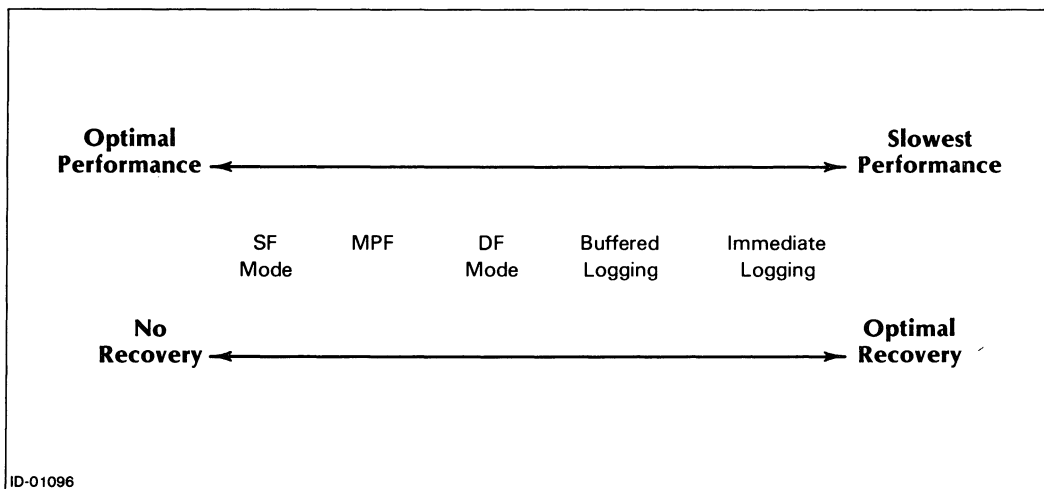 Optimal Performance
Slowest Performance
SF Mode
MPF
DF Mode
Buffered Logging
Immediate Logging
No Recovery
Optimal Recovery
ID-01096